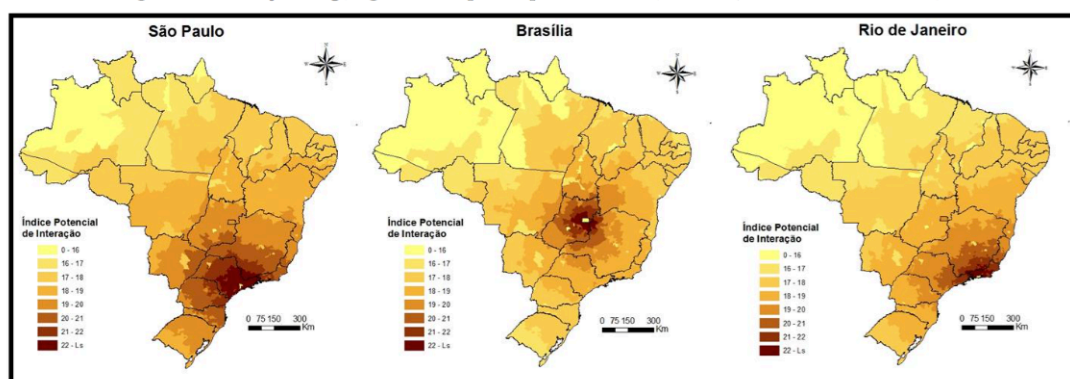 São Paulo
Índice Potencial
de Interação
0 - 16
16 - 17
17 - 18
18 - 19
19 - 20
20 - 21
21 - 22
22 - Ls
0 75 150 300
Km
Brasília
Índice Potencial
de Interação
0 - 16
16 - 17
17 - 18
18 - 19
19 - 20
20 - 21
21 - 22
22 - Ls
0 75 150 300
Km
Rio de Janeiro
Índice Potencial
de Interação
0 - 16
16 - 17
17 - 18
18 - 19
19 - 20
20 - 21
21 - 22
22 - Ls
0 75 150 300
Km